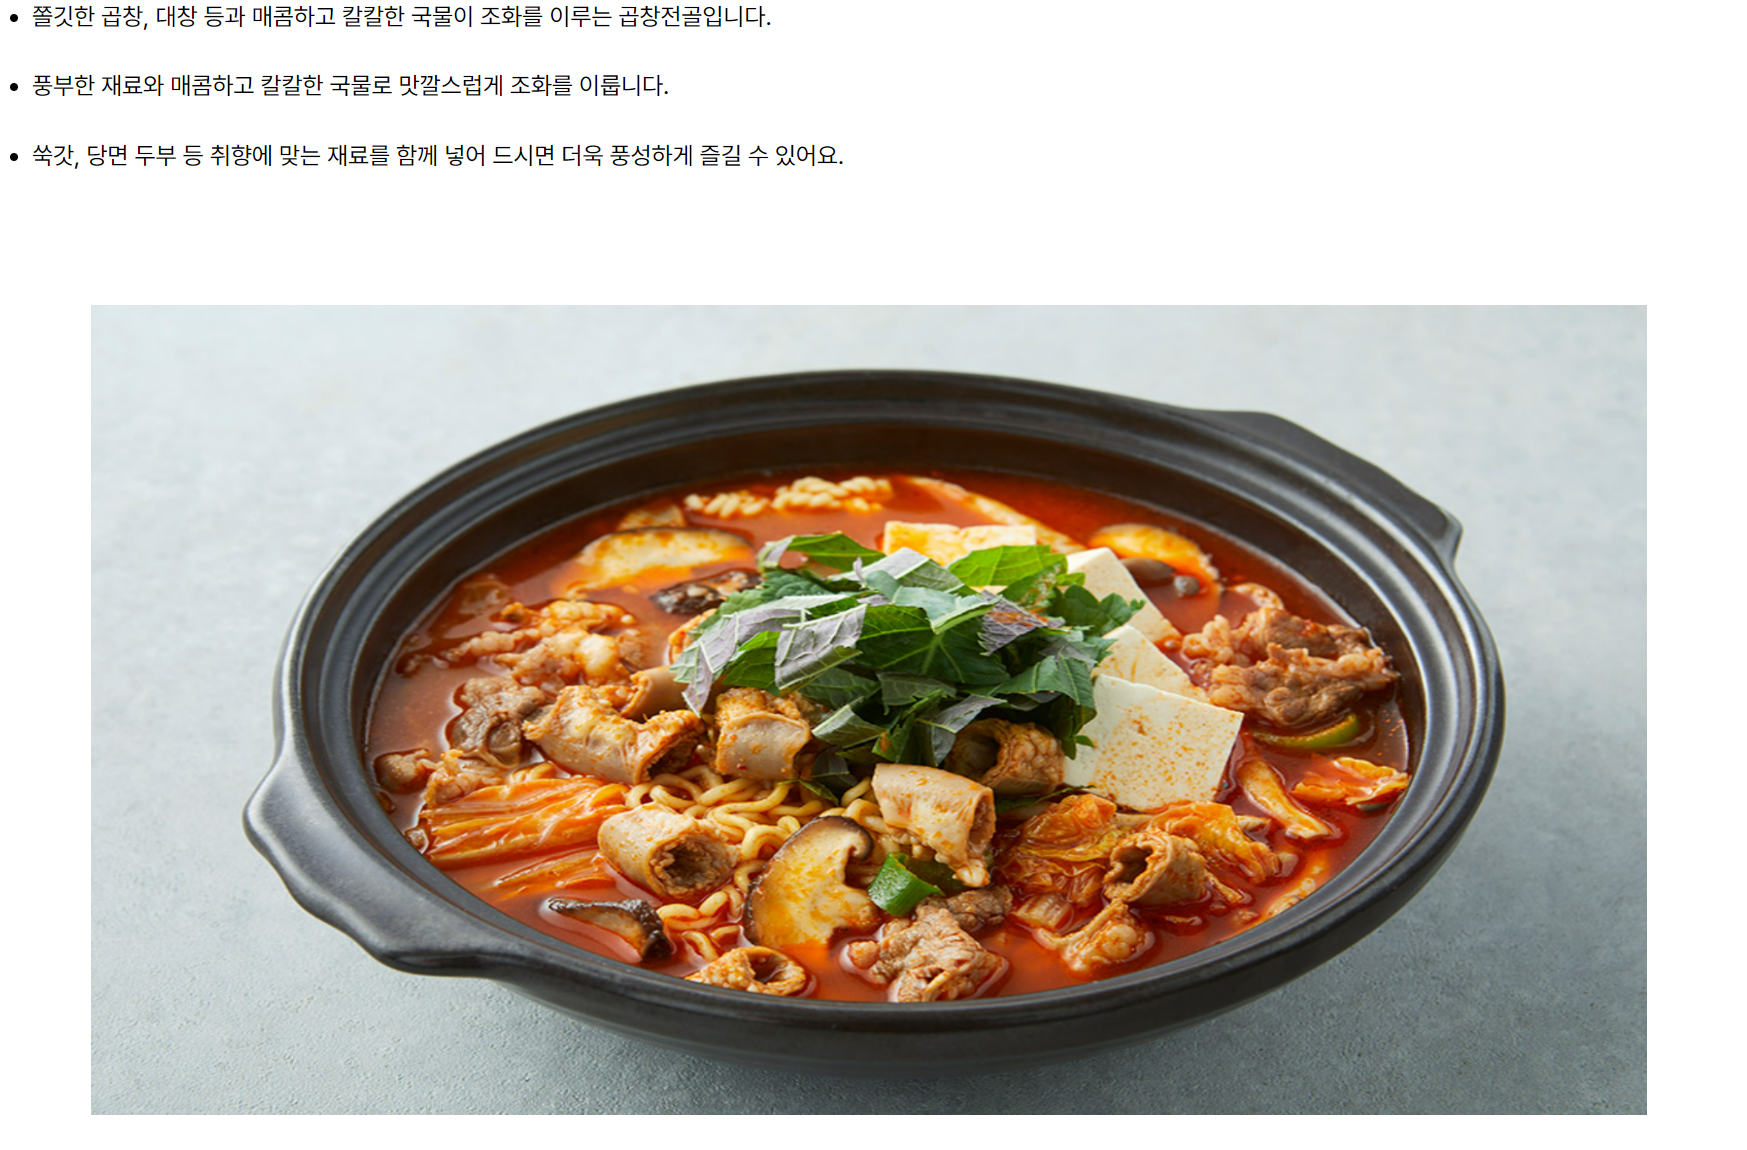 쫄깃한 곱창, 대창 등과 매콤하고 칼칼한 국물이 조화를 이루는 곱창전골입니다.
풍부한 재료와 매콤하고 칼칼한 국물로 맛깔스럽게 조화를 이룹니다.
쑥갓, 당면 두부 등 취향에 맞는 재료를 함께 넣어 드시면 더욱 풍성하게 즐길 수 있어요.